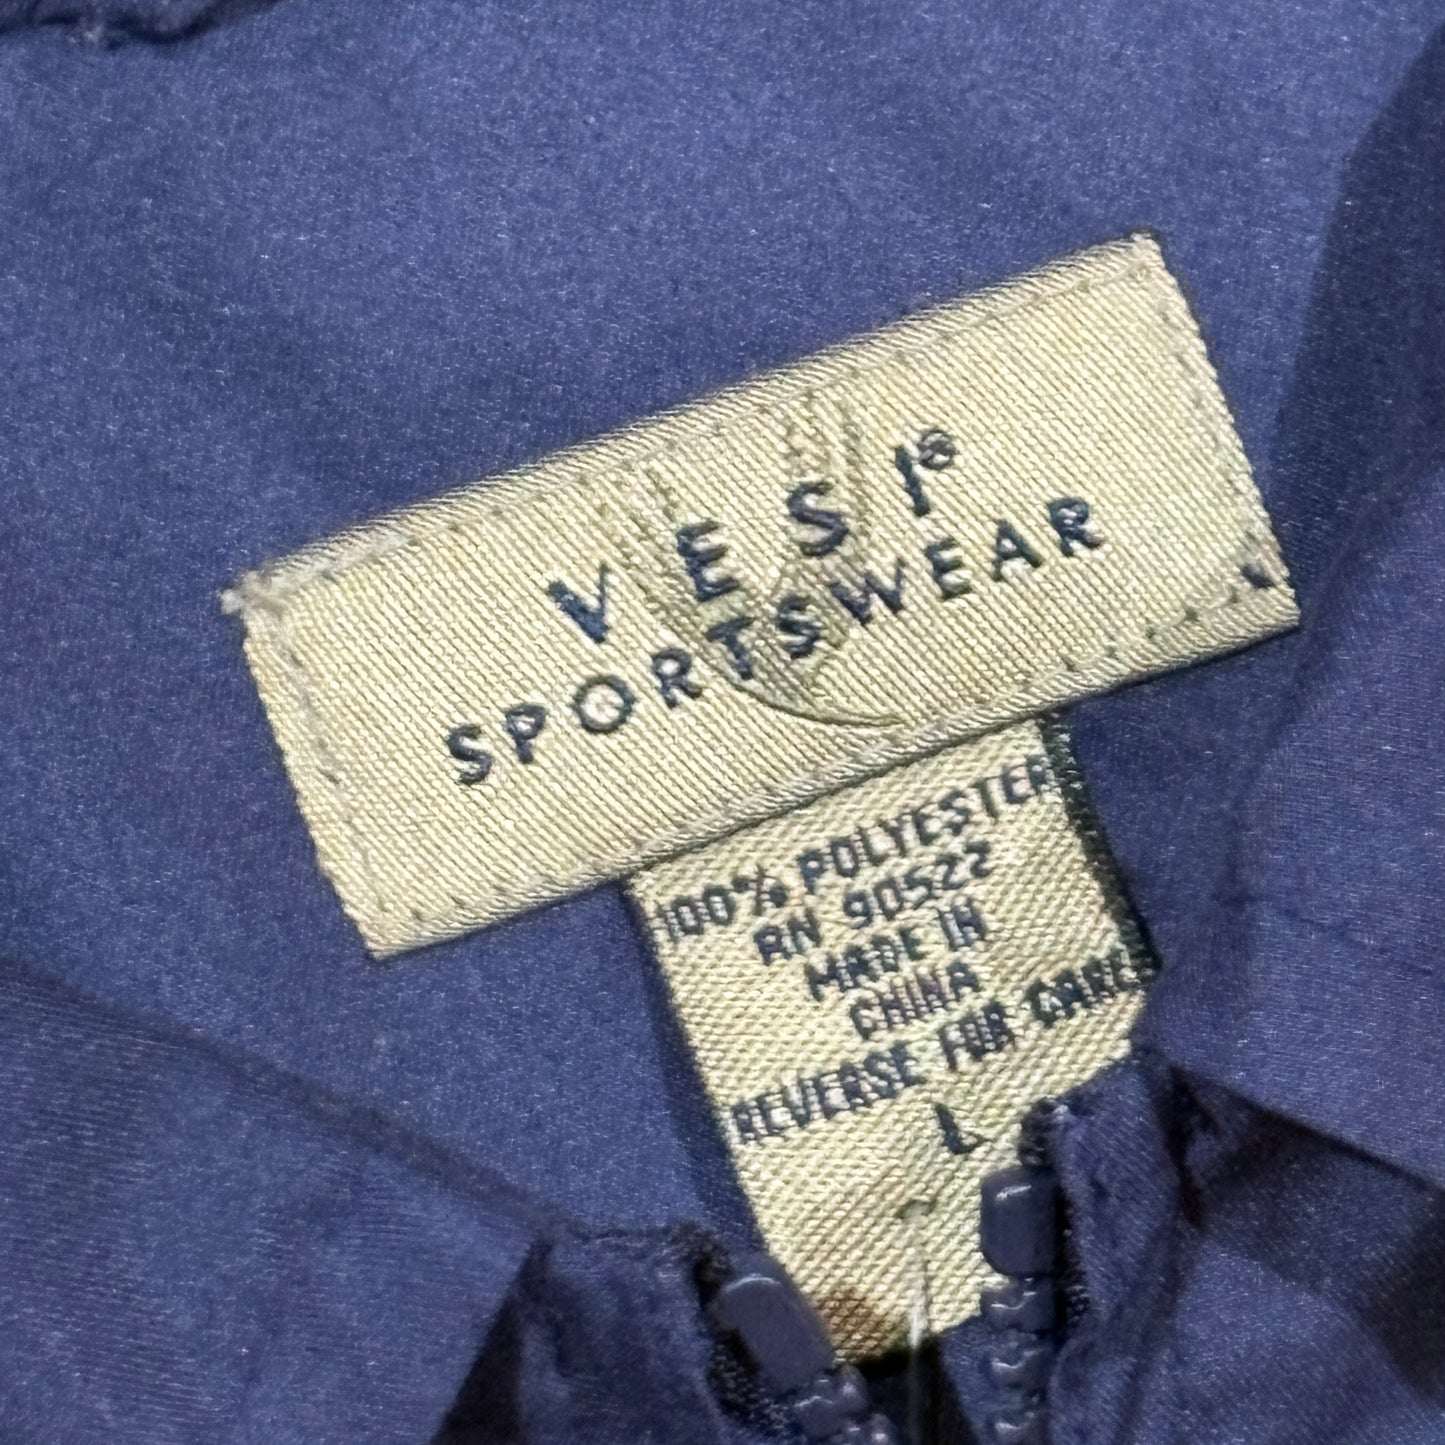 VESI®
SPORTSWEAR
100% POLYESTER
RN 90522
MADE IN
CHINA
REVERSE FOR CARE
L